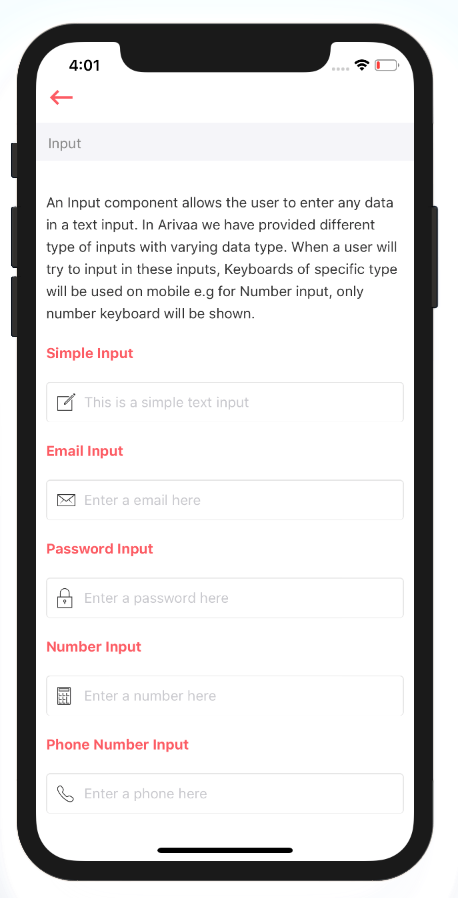 4:01
Input
An Input component allows the user to enter any data
in a text input. In Arivaa we have provided different
type of inputs with varying data type. When a user will
try to input in these inputs, Keyboards of specific type
will be used on mobile e.g for Number input, only
number keyboard will be shown.
Simple Input
This is a simple text input
Email Input
Enter a email here
Password Input
Enter a password here
Number Input
Enter a number here
Phone Number Input
Enter a phone here